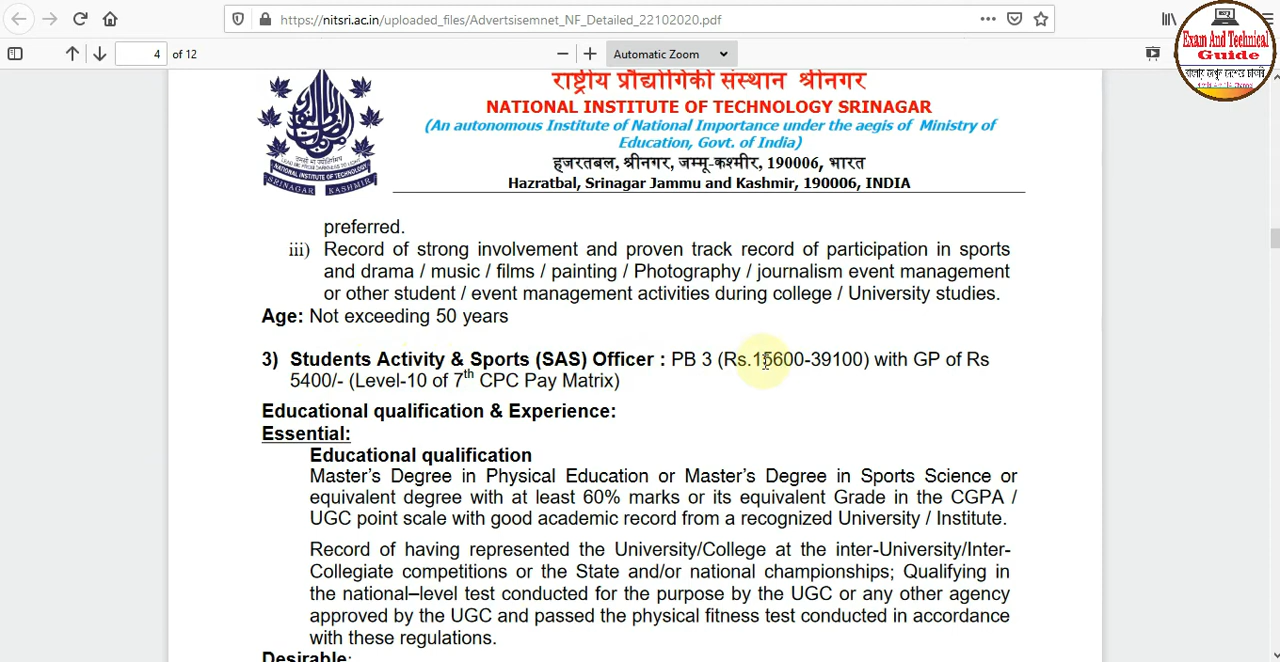 https://nitsri.ac.in/uploaded_files/Advertsisemnet_NF_Detailed_22102020.pdf
4 of 12
Automatic Zoom
Exam And Technical
Guide
राष्ट्रीय प्रौद्योगिकी संस्थान श्रीनगर
NATIONAL INSTITUTE OF TECHNOLOGY SRINAGAR
(An autonomous Institute of National Importance under the aegis of Ministry of
Education, Govt. of India)
हजरतबल, श्रीनगर, जम्मू-कश्मीर, 190006, भारत
Hazratbal, Srinagar Jammu and Kashmir, 190006, INDIA
NATIONAL INSTITUTE OF TECHNOLOGY
SRINAGAR KASHMIR
preferred.
iii) Record of strong involvement and proven track record of participation in sports
and drama / music / films / painting / Photography / journalism event management
or other student / event management activities during college / University studies.
Age: Not exceeding 50 years
3) Students Activity & Sports (SAS) Officer : PB 3 (Rs.15600-39100) with GP of Rs
5400/- (Level-10 of 7th CPC Pay Matrix)
Educational qualification & Experience:
Essential:
Educational qualification
Master’s Degree in Physical Education or Master’s Degree in Sports Science or
equivalent degree with at least 60% marks or its equivalent Grade in the CGPA /
UGC point scale with good academic record from a recognized University / Institute.
Record of having represented the University/College at the inter-University/Inter-
Collegiate competitions or the State and/or national championships; Qualifying in
the national–level test conducted for the purpose by the UGC or any other agency
approved by the UGC and passed the physical fitness test conducted in accordance
with these regulations.
Desirable: